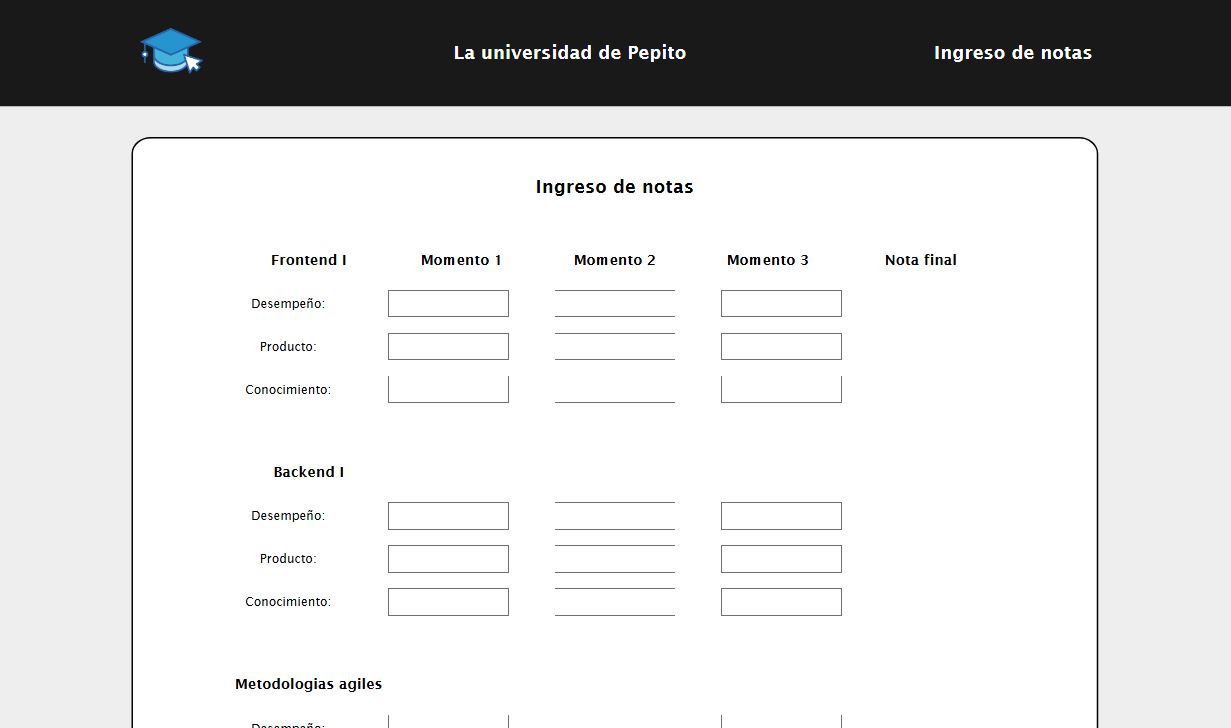 La universidad de Pepito
Ingreso de notas
Ingreso de notas
Frontend I Momento 1 Momento 2 Momento 3 Nota final
Desempeño:
Producto:
Conocimiento:
Backend I
Desempeño:
Producto:
Conocimiento:
Metodologias agiles
Desempeño: